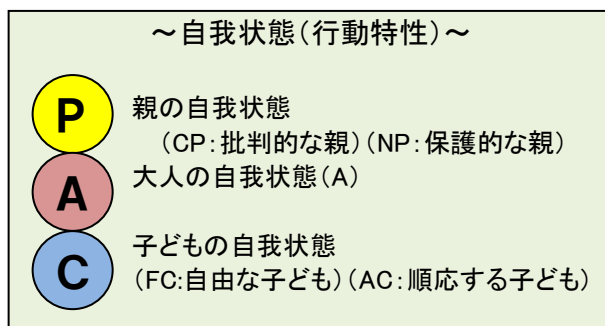 ～自我状態（行動特性）～
P 親の自我状態
（CP：批判的な親）（NP：保護的な親）
A 大人の自我状態（A）
C 子どもの自我状態
（FC:自由な子ども）（AC：順応する子ども）